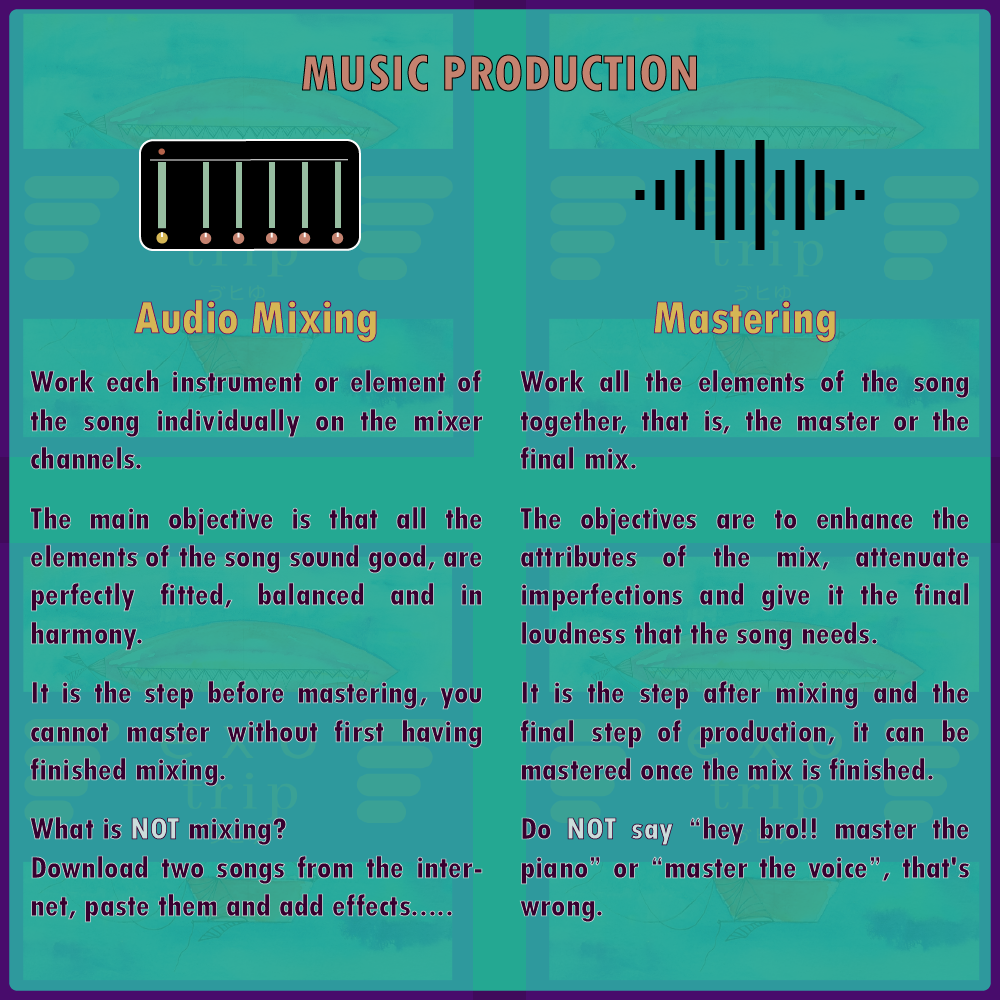 MUSIC PRODUCTION
Audio Mixing
Work each instrument or element of
the song individually on the mixer
channels.
The main objective is that all the
elements of the song sound good, are
perfectly fitted, balanced and in
harmony.
It is the step before mastering, you
cannot master without first having
finished mixing.
What is NOT mixing?
Download two songs from the inter-
net, paste them and add effects.....
Mastering
Work all the elements of the song
together, that is, the master or the
final mix.
The objectives are to enhance the
attributes of the mix, attenuate
imperfections and give it the final
loudness that the song needs.
It is the step after mixing and the
final step of production, it can be
mastered once the mix is finished.
Do NOT say “hey bro!! master the
piano” or “master the voice”, that's
wrong.
exo
trip